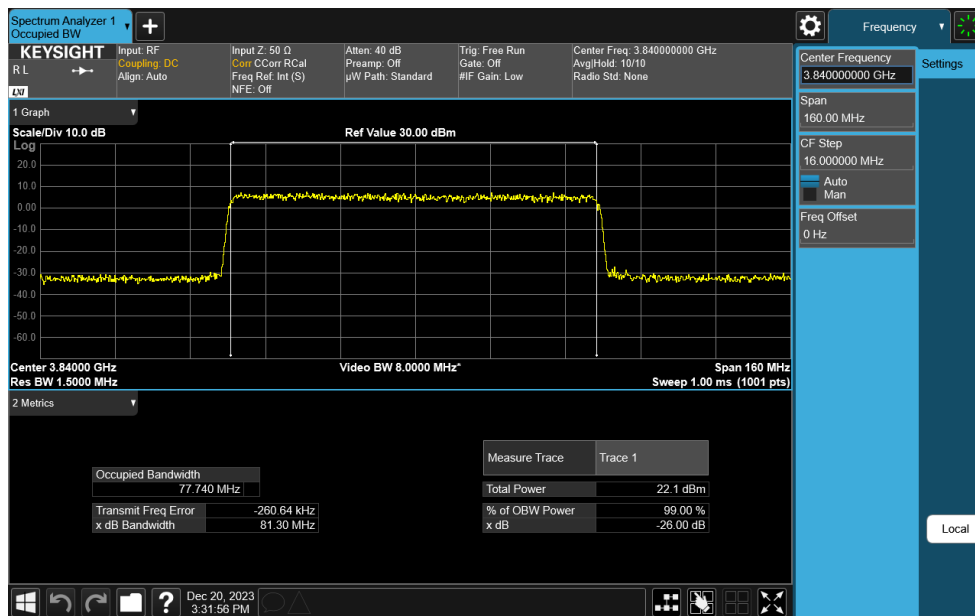 Spectrum Analyzer 1
Occupied BW
Frequency
KEYSIGHT
R L
LXI
Input: RF
Coupling: DC
Align: Auto
Input Z: 50 Ω
Corr CCorr RCal
Freq Ref: Int (S)
NFE: Off
Atten: 40 dB
Preamp: Off
µW Path: Standard
Trig: Free Run
Gate: Off
#IF Gain: Low
Center Freq: 3.840000000 GHz
Avg|Hold: 10/10
Radio Std: None
Center Frequency
3.840000000 GHz
Settings
Span
160.00 MHz
CF Step
16.000000 MHz
Auto
Man
Freq Offset
0 Hz
Local
1 Graph
Scale/Div 10.0 dB
Ref Value 30.00 dBm
Log
20.0
10.0
0.00
-10.0
-20.0
-30.0
-40.0
-50.0
-60.0
Center 3.84000 GHz
Video BW 8.0000 MHz*
Span 160 MHz
Res BW 1.5000 MHz
Sweep 1.00 ms (1001 pts)
2 Metrics
Measure Trace
Trace 1
Occupied Bandwidth
77.740 MHz
Total Power
22.1 dBm
Transmit Freq Error
-260.64 kHz
% of OBW Power
99.00 %
x dB Bandwidth
81.30 MHz
x dB
-26.00 dB
?
Dec 20, 2023
3:31:56 PM